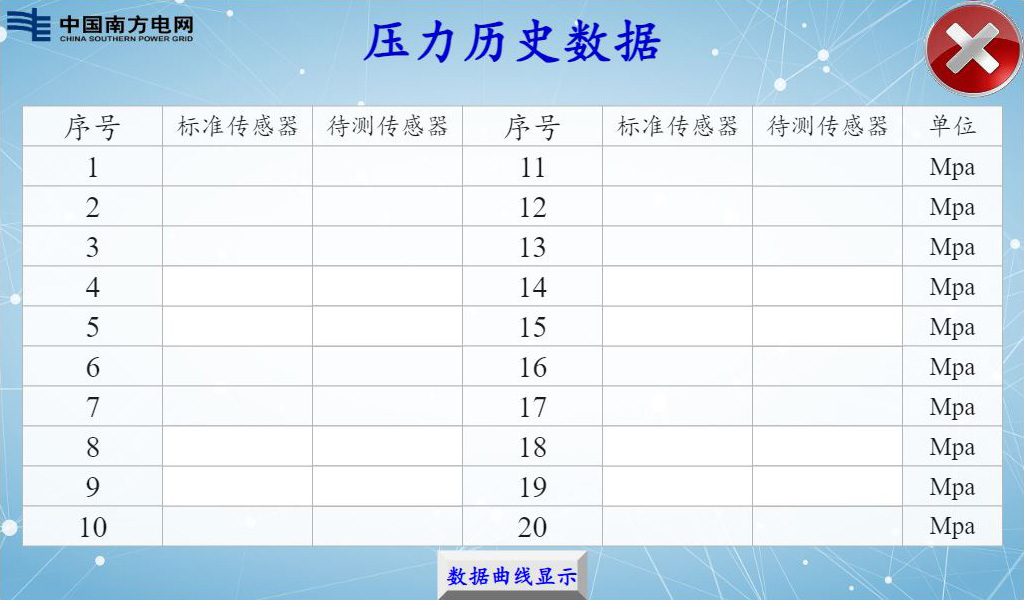 中国南方电网
CHINA SOUTHERN POWER GRID
压力历史数据
序号 标准传感器 待测传感器 序号 标准传感器 待测传感器 单位
1 11 Mpa
2 12 Mpa
3 13 Mpa
4 14 Mpa
5 15 Mpa
6 16 Mpa
7 17 Mpa
8 18 Mpa
9 19 Mpa
10 20 Mpa
数据曲线显示